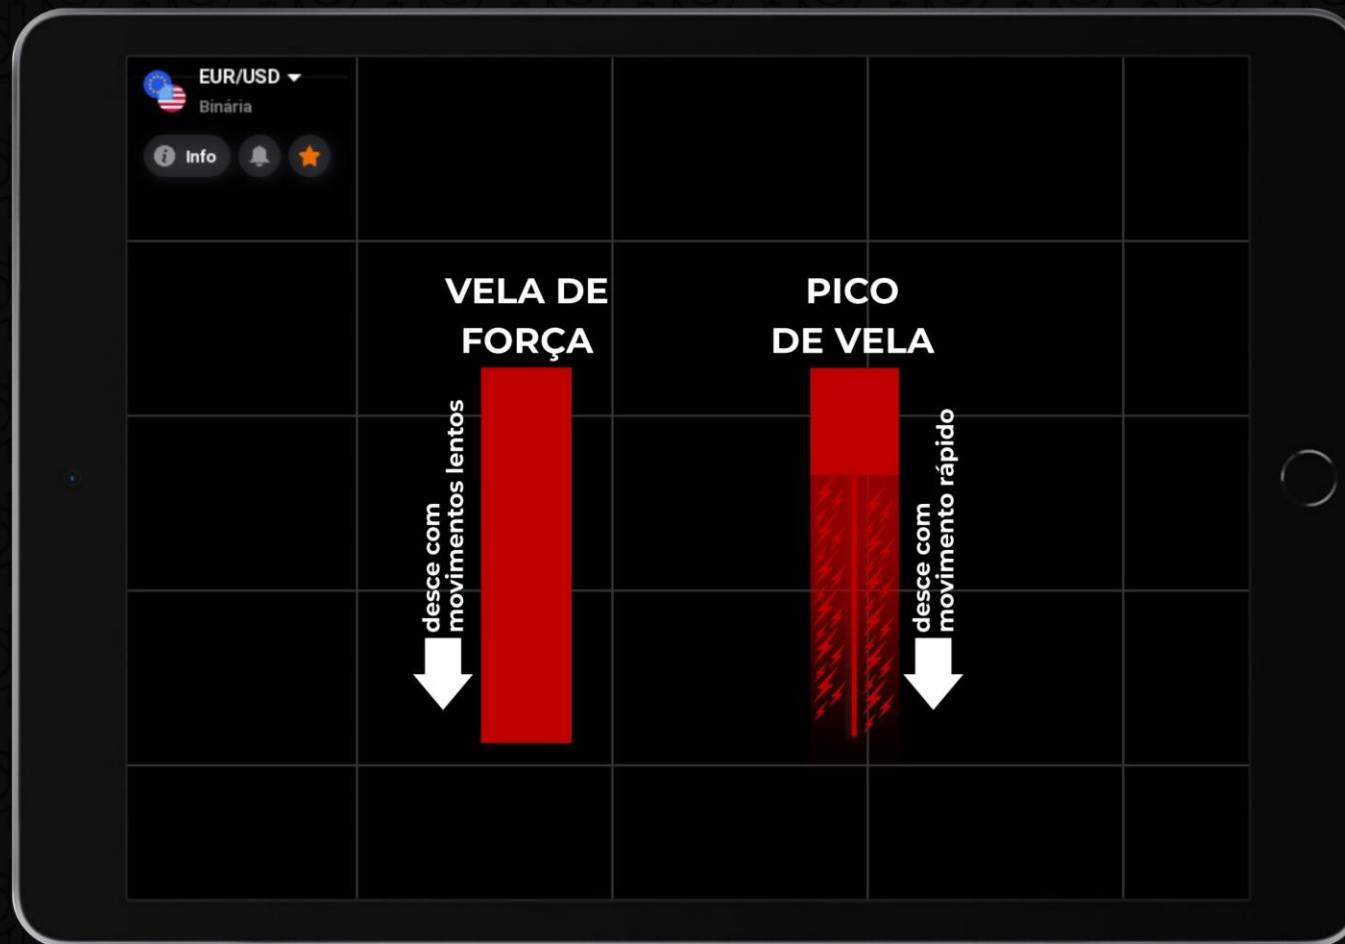 EUR/USD
Binária
Info
VELA DE
FORÇA
desce com
movimentos lentos
PICO
DE VELA
desce com
movimento rápido